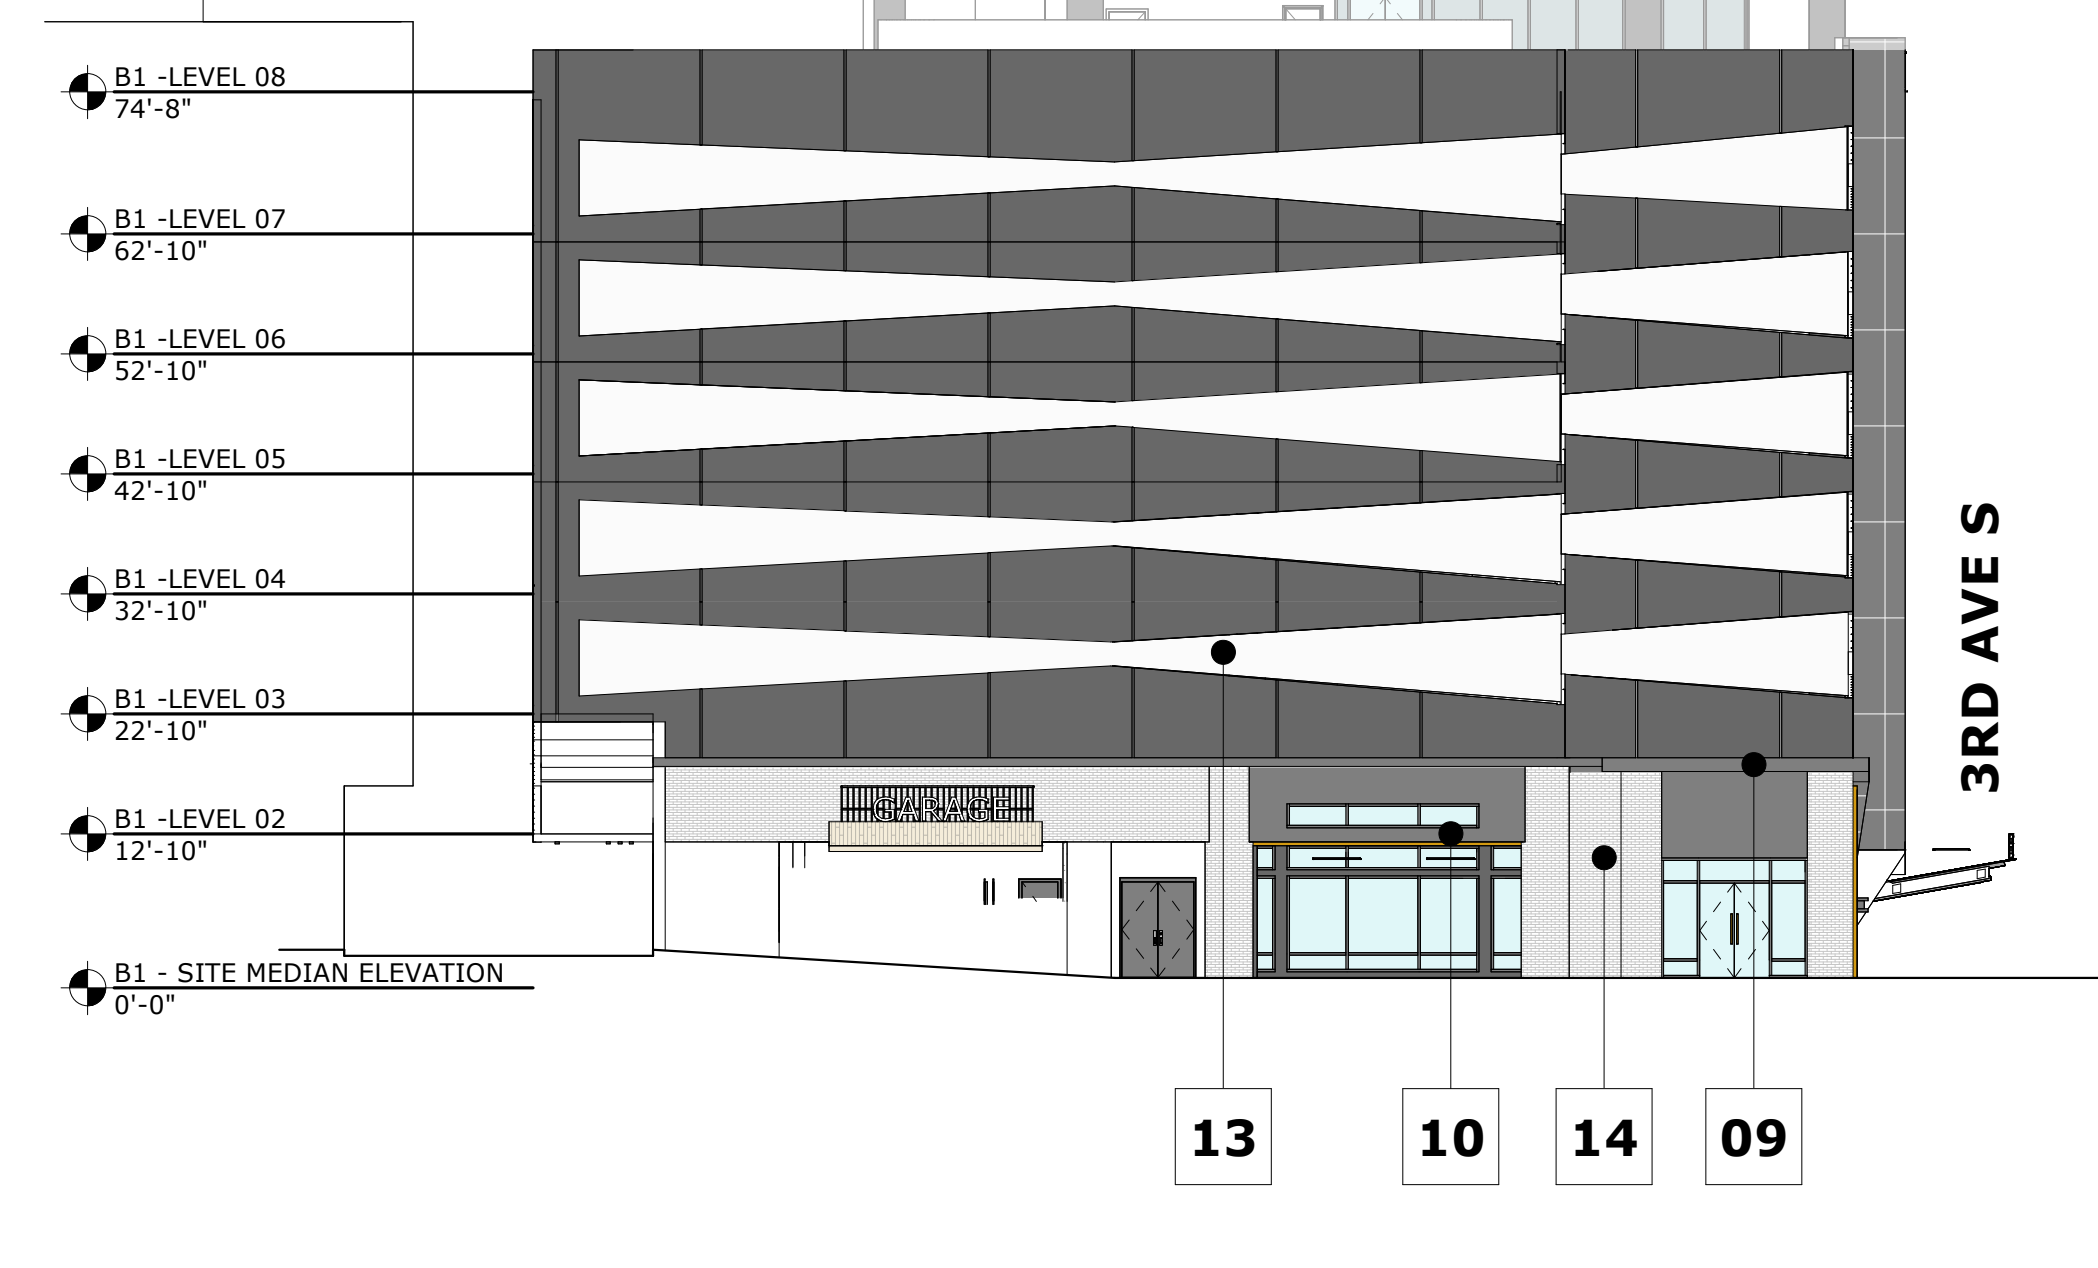 B1 -LEVEL 08
74'-8"
B1 -LEVEL 07
62'-10"
B1 -LEVEL 06
52'-10"
B1 -LEVEL 05
42'-10"
B1 -LEVEL 04
32'-10"
B1 -LEVEL 03
22'-10"
B1 -LEVEL 02
12'-10"
B1 - SITE MEDIAN ELEVATION
0'-0"
GARAGE
3RD AVE S
13
10
14
09